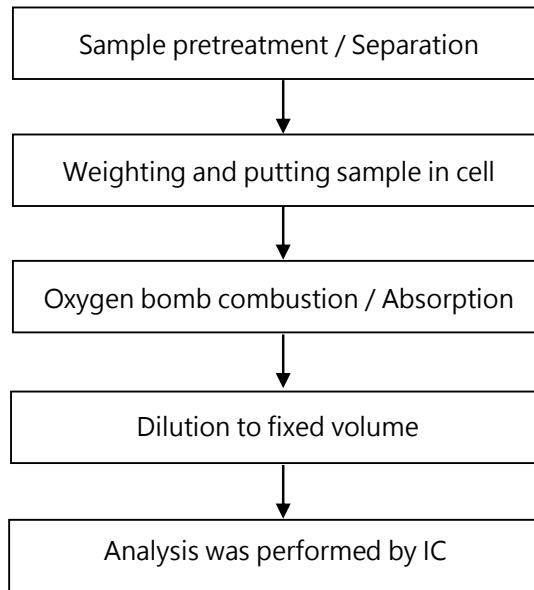 Sample pretreatment / Separation
Weighting and putting sample in cell
Oxygen bomb combustion / Absorption
Dilution to fixed volume
Analysis was performed by IC